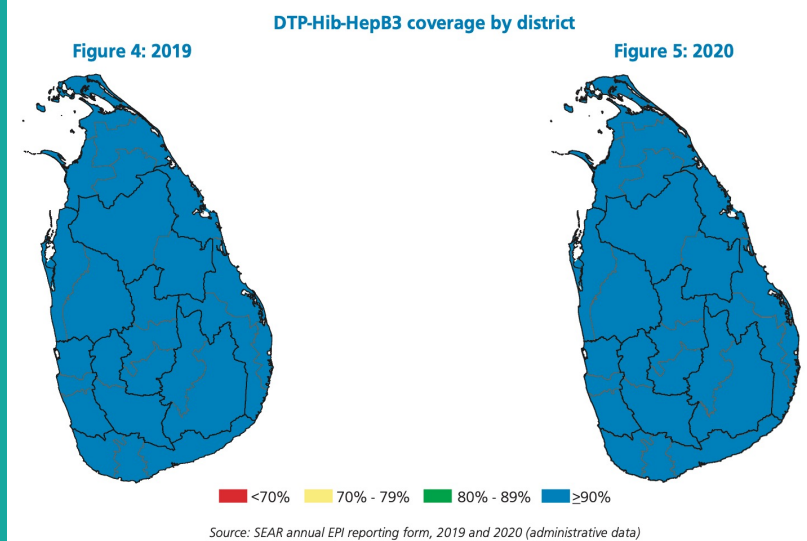 DTP-Hib-HepB3 coverage by district
Figure 4: 2019
Figure 5: 2020
<70%
70% - 79%
80% - 89%
≥90%
Source: SEAR annual EPI reporting form, 2019 and 2020 (administrative data)